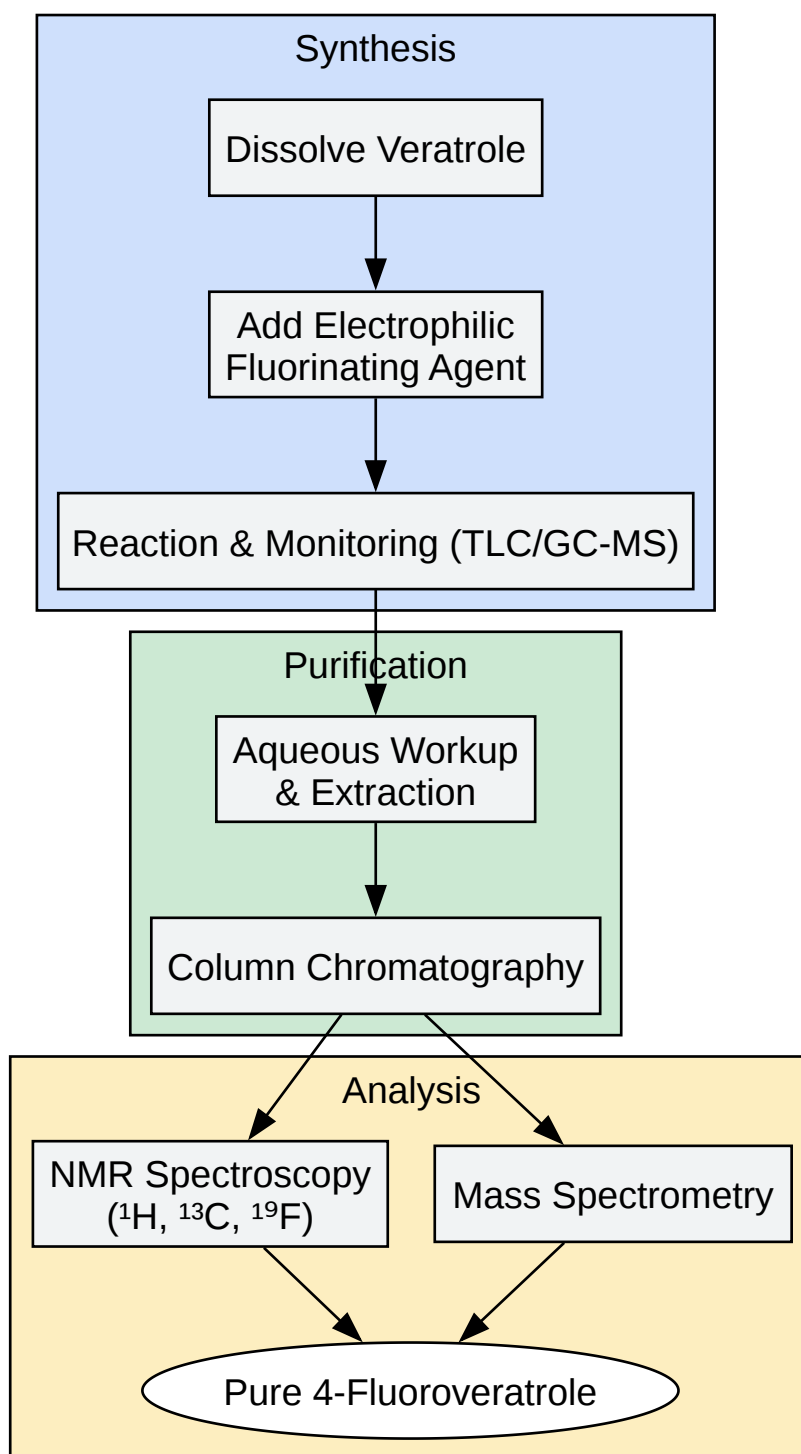 Synthesis
Dissolve Veratrole
Add Electrophilic
Fluorinating Agent
Reaction & Monitoring (TLC/GC-MS)
Purification
Aqueous Workup
& Extraction
Column Chromatography
Analysis
NMR Spectroscopy
(¹H, ¹³C, ¹⁹F)
Mass Spectrometry
Pure 4-Fluoroveratrole